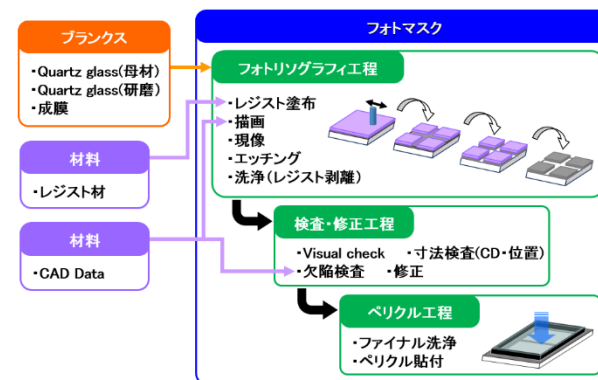 ブランクス
・Quartz glass(母材)
・Quartz glass(研磨)
・成膜
材料
・レジスト材
材料
・CAD Data
フォトマスク
フォトリソグラフィ工程
・レジスト塗布
・描画
・現像
・エッチング
・洗浄(レジスト剥離)
検査・修正工程
・Visual check ・寸法検査(CD・位置)
・欠陥検査 ・修正
ペリクル工程
・ファイナル洗浄
・ペリクル貼付